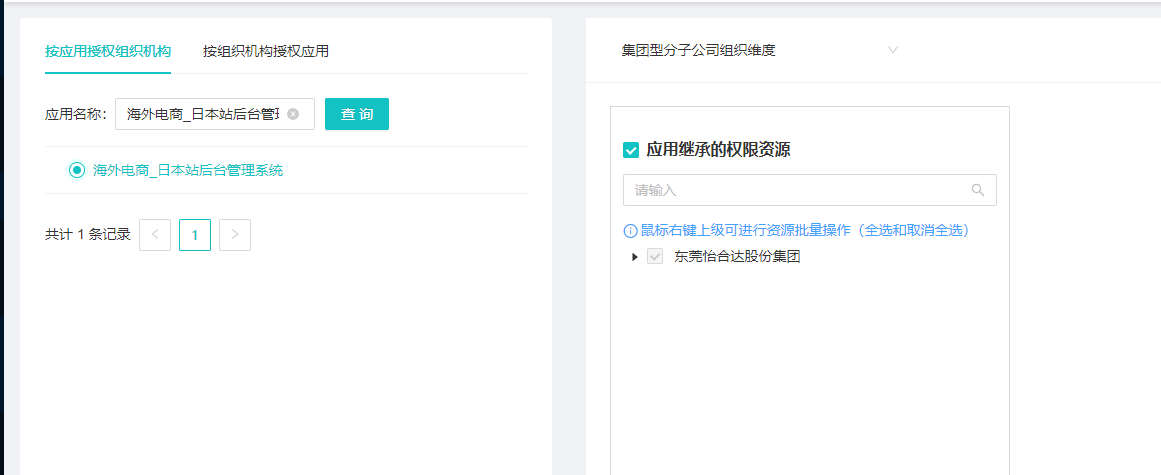 按应用授权组织机构
按组织机构授权应用
应用名称：
海外电商_日本站后台管
查 询
海外电商_日本站后台管理系统
共计 1 条记录
1
集团型分子公司组织维度
应用继承的权限资源
请输入
鼠标右键上级可进行资源批量操作（全选和取消全选）
东莞怡合达股份集团